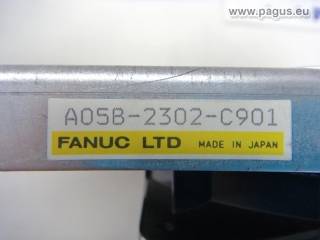 www.pagus.eu
A05B-2302-C901
FANUC LTD MADE IN JAPAN